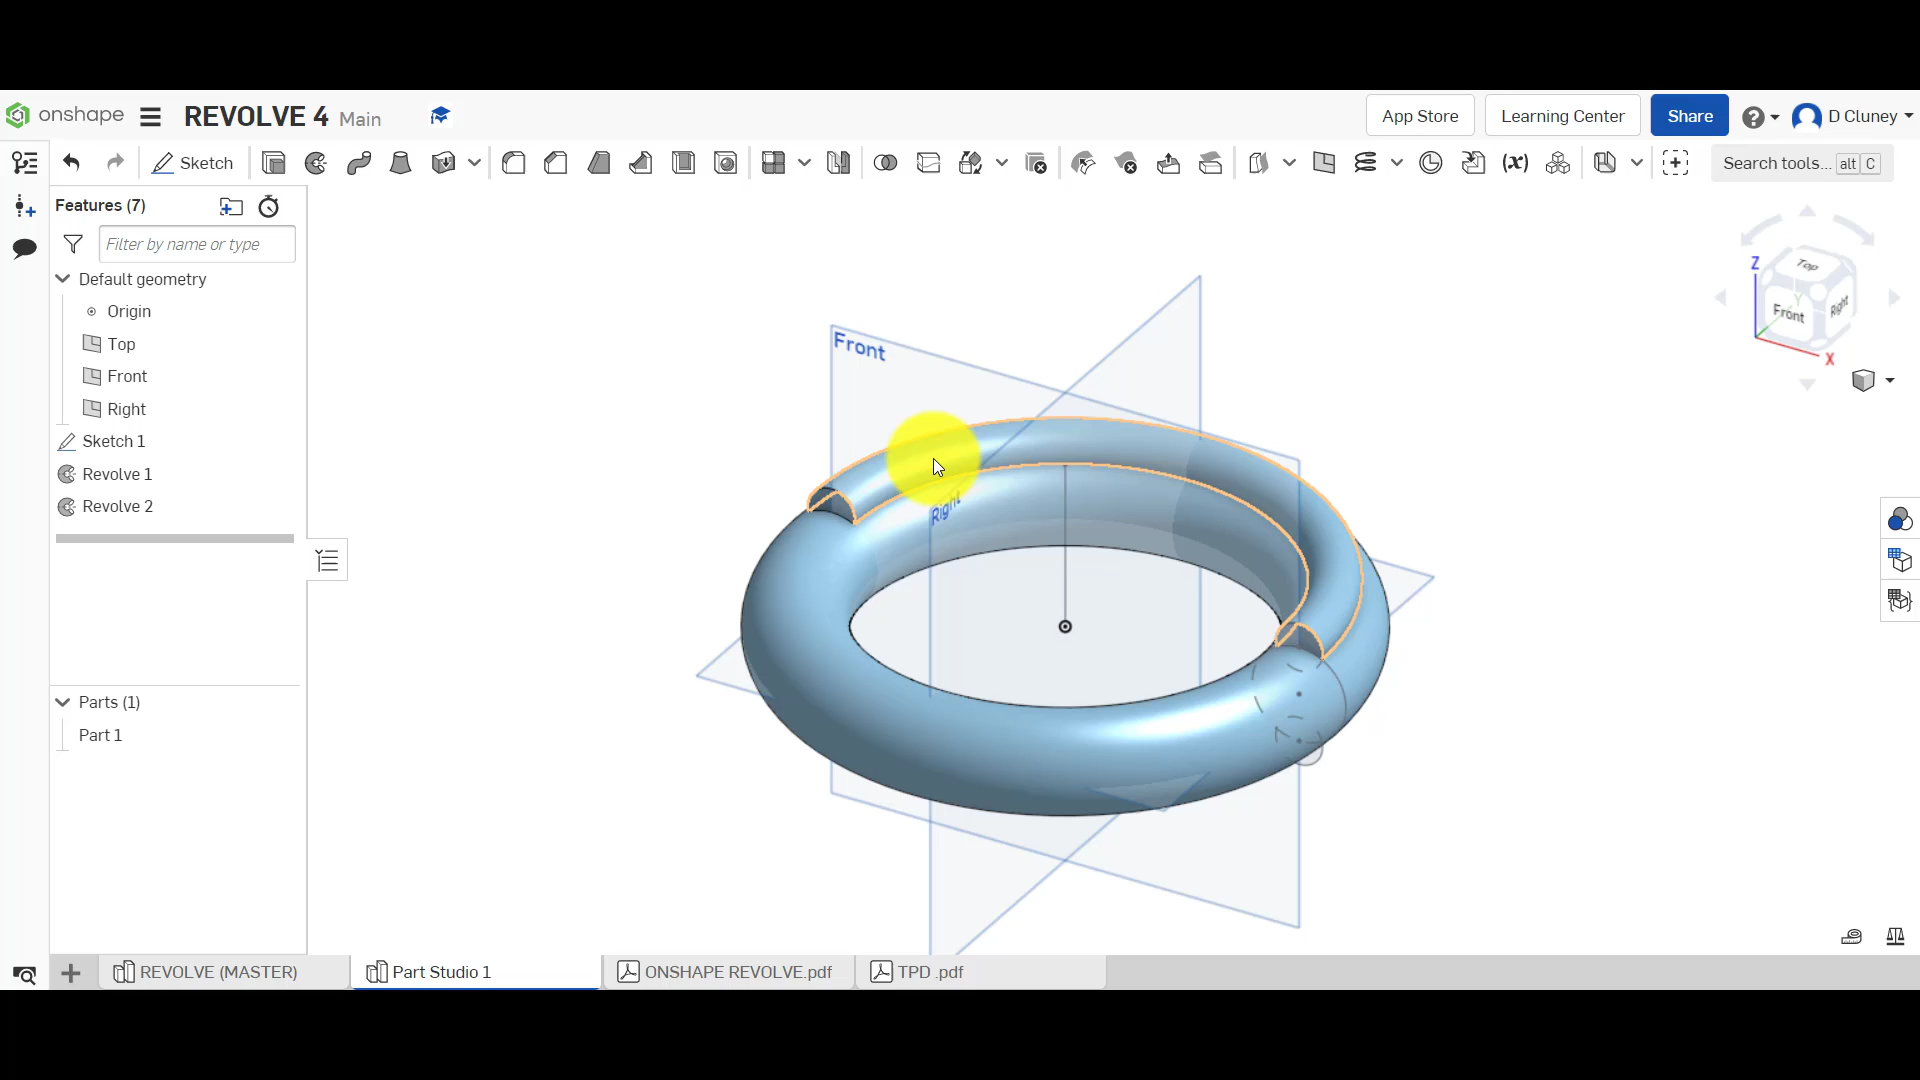 onshape
REVOLVE 4 Main
App Store
Learning Center
Share
D Cluney
Sketch
Search tools... alt C
Features (7)
Filter by name or type
Default geometry
Origin
Top
Front
Right
Sketch 1
Revolve 1
Revolve 2
Parts (1)
Part 1
Front
Right
Z
Top
Y
Front
Right
X
REVOLVE (MASTER)
Part Studio 1
ONSHAPE REVOLVE.pdf
TPD .pdf